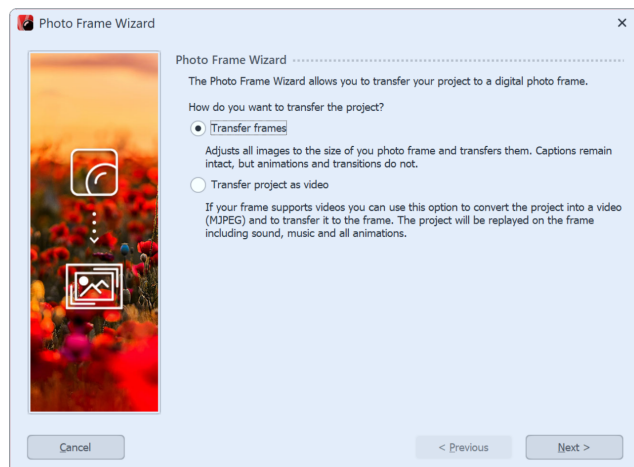 Photo Frame Wizard
Photo Frame Wizard
The Photo Frame Wizard allows you to transfer your project to a digital photo frame.
How do you want to transfer the project?
Transfer frames
Adjusts all images to the size of you photo frame and transfers them. Captions remain
intact, but animations and transitions do not.
Transfer project as video
If your frame supports videos you can use this option to convert the project into a video
(MJPEG) and to transfer it to the frame. The project will be replayed on the frame
including sound, music and all animations.
Cancel
< Previous
Next >